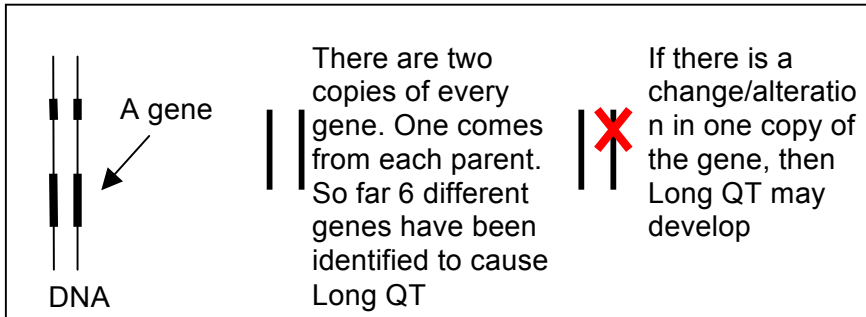 A gene
DNA
There are two
copies of every
gene. One comes
from each parent.
So far 6 different
genes have been
identified to cause
Long QT
If there is a
change/alteratio
n in one copy of
the gene, then
Long QT may
develop